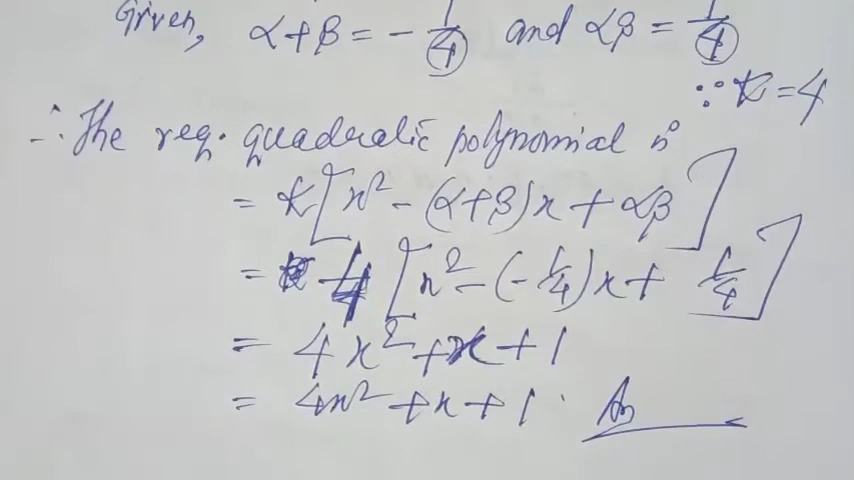 Given, α+β = - 1/4 and αβ = 1/4
∵ k = 4
∴ The req. quadratic polynomial is
= k[x² - (α+β)x + αβ]
= 4 [x² - (-1/4)x + 1/4]
= 4x² + x + 1
= 4x² + x + 1 . An